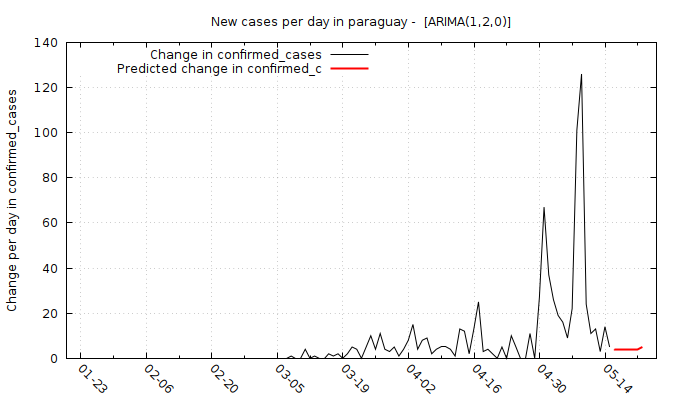 New cases per day in paraguay -  [ARIMA(1,2,0)]
Change in confirmed_cases
Predicted change in confirmed_c
Change per day in confirmed_cases
140
120
100
80
60
40
20
0
01-23 02-06 02-20 03-05 03-19 04-02 04-16 04-30 05-14